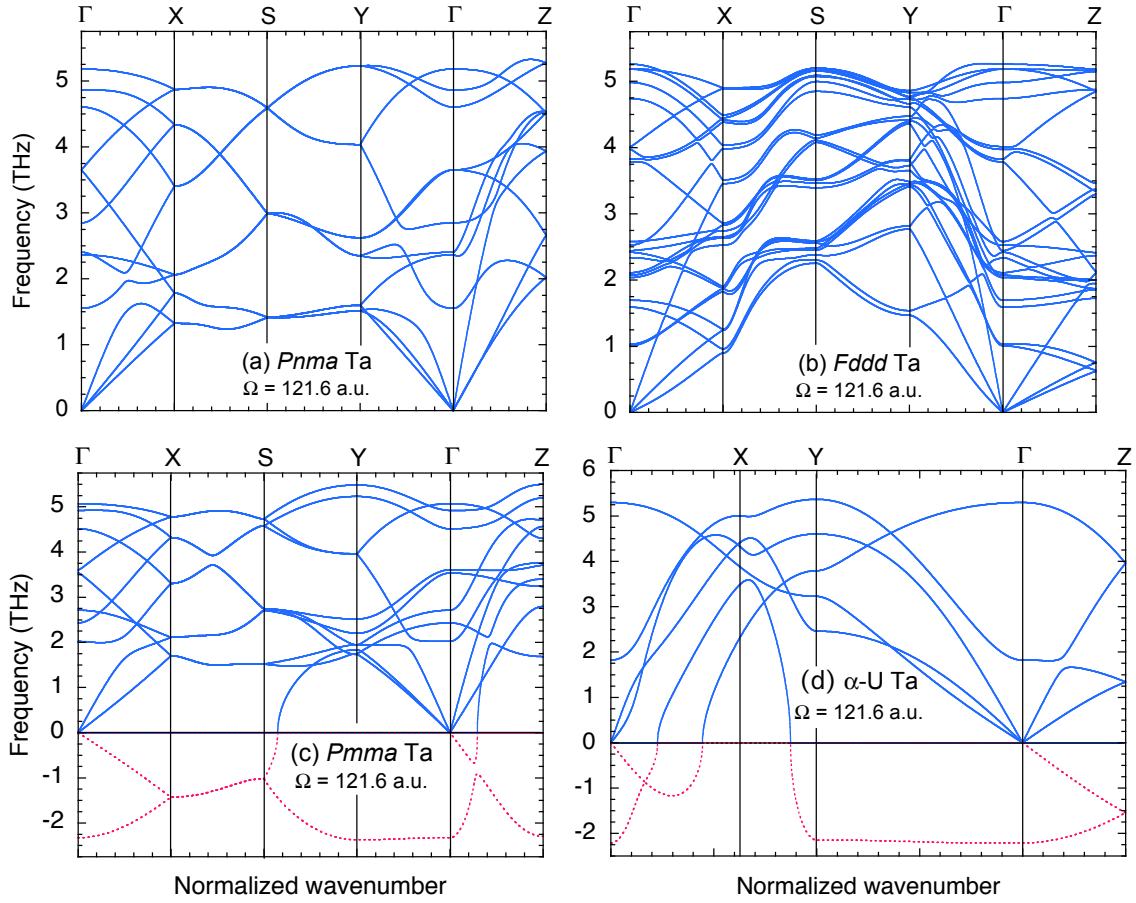 Γ X S Y Γ Z
Γ X S Y Γ Z
Frequency (THz)
5
4
3
2
1
0
(a) Pnma Ta
Ω = 121.6 a.u.
5
4
3
2
1
0
(b) Fddd Ta
Ω = 121.6 a.u.
Γ X S Y Γ Z
Γ X Y Γ Z
Frequency (THz)
5
4
3
2
1
0
-1
-2
(c) Pmma Ta
Ω = 121.6 a.u.
6
5
4
3
2
1
0
-1
-2
(d) α-U Ta
Ω = 121.6 a.u.
Normalized wavenumber
Normalized wavenumber